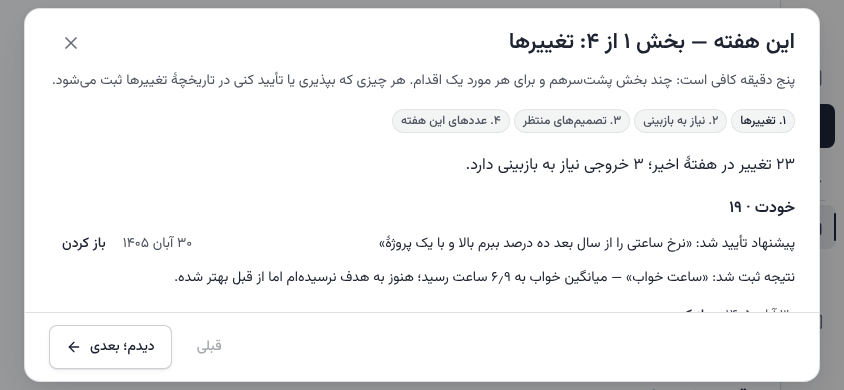 این هفته — بخش ۱ از ۴: تغییرها
پنج دقیقه کافی است: چند بخش پشت‌سرهم و برای هر مورد یک اقدام. هر چیزی که بپذیری یا تأیید کنی در تاریخچهٔ تغییرها ثبت می‌شود.
۱. تغییرها ۲. نیاز به بازبینی ۳. تصمیم‌های منتظر ۴. عددهای این هفته
۲۳ تغییر در هفتهٔ اخیر؛ ۳ خروجی نیاز به بازبینی دارد.
خودت · ۱۹
پیشنهاد تأیید شد: «نرخ ساعتی را از سال بعد ده درصد ببرم بالا و با یک پروژهٔ» ۳۰ آبان ۱۴۰۵ باز کردن
نتیجه ثبت شد: «ساعت خواب» — میانگین خواب به ۶٫۹ ساعت رسید؛ هنوز به هدف نرسیده‌ام اما از قبل بهتر شده.
قبلی دیدم؛ بعدی